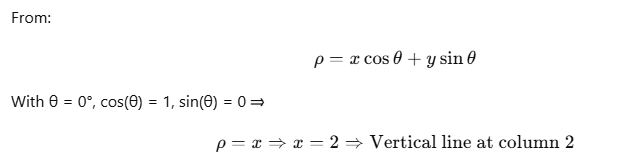 From:
ρ = x cos θ + y sin θ
With θ = 0°, cos(θ) = 1, sin(θ) = 0 ⇒
ρ = x ⇒ x = 2 ⇒ Vertical line at column 2